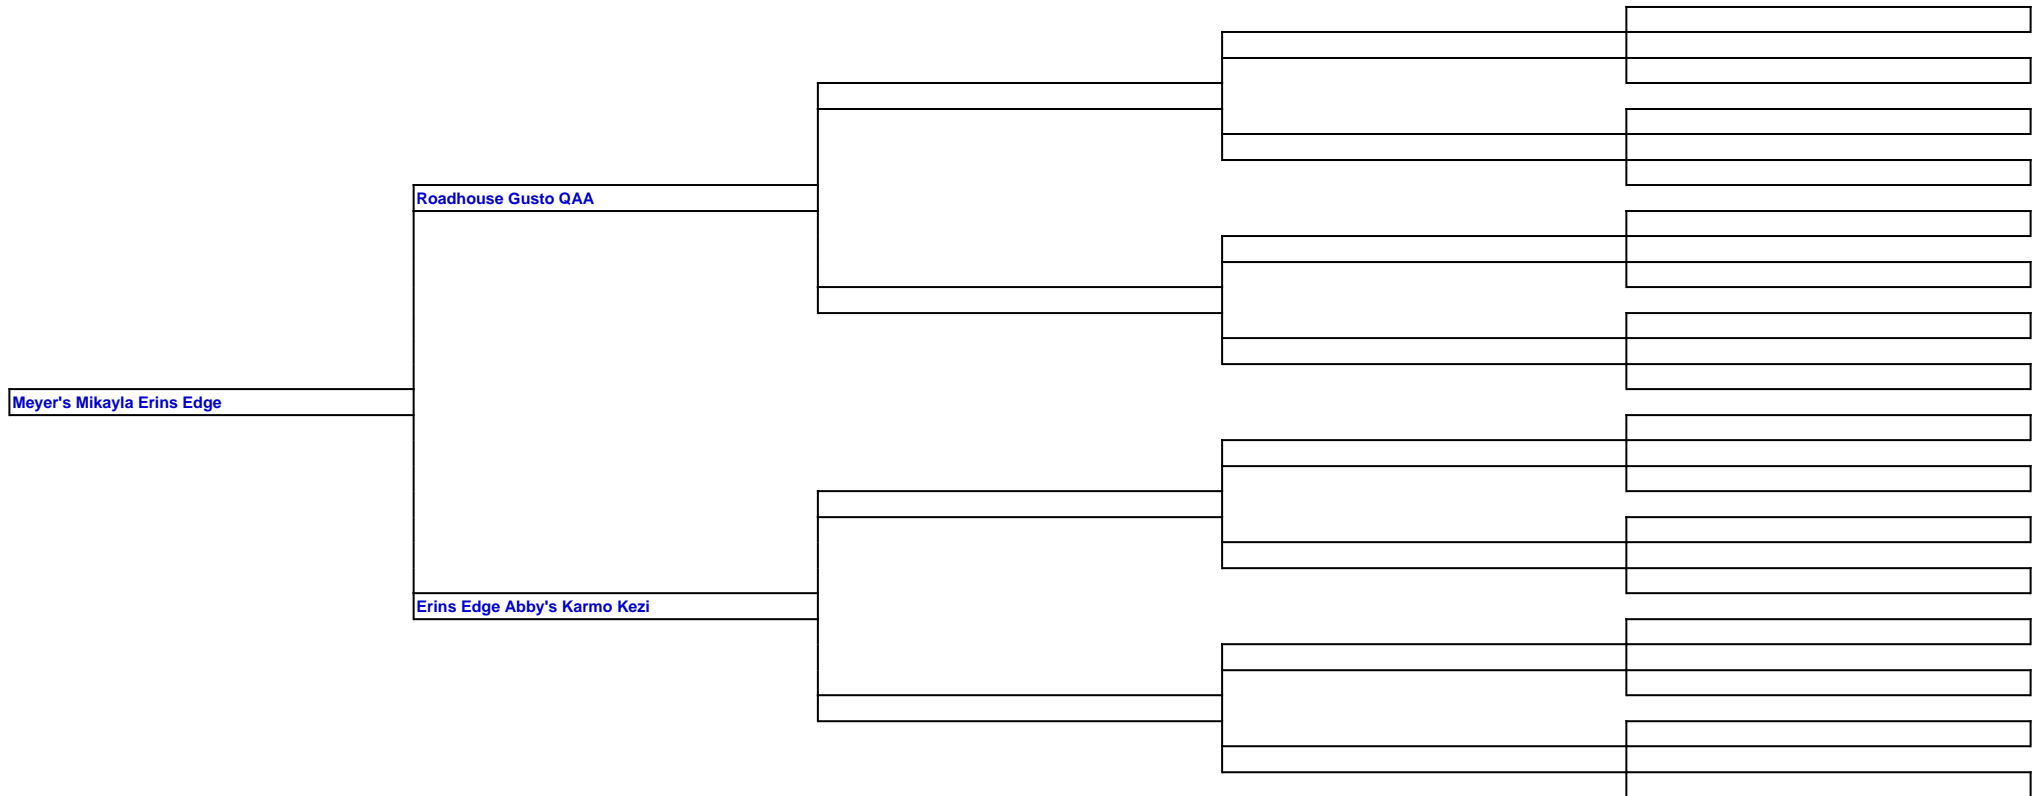 Roadhouse Gusto QAA
Meyer's Mikayla Erins Edge
Erins Edge Abby's Karmo Kezi